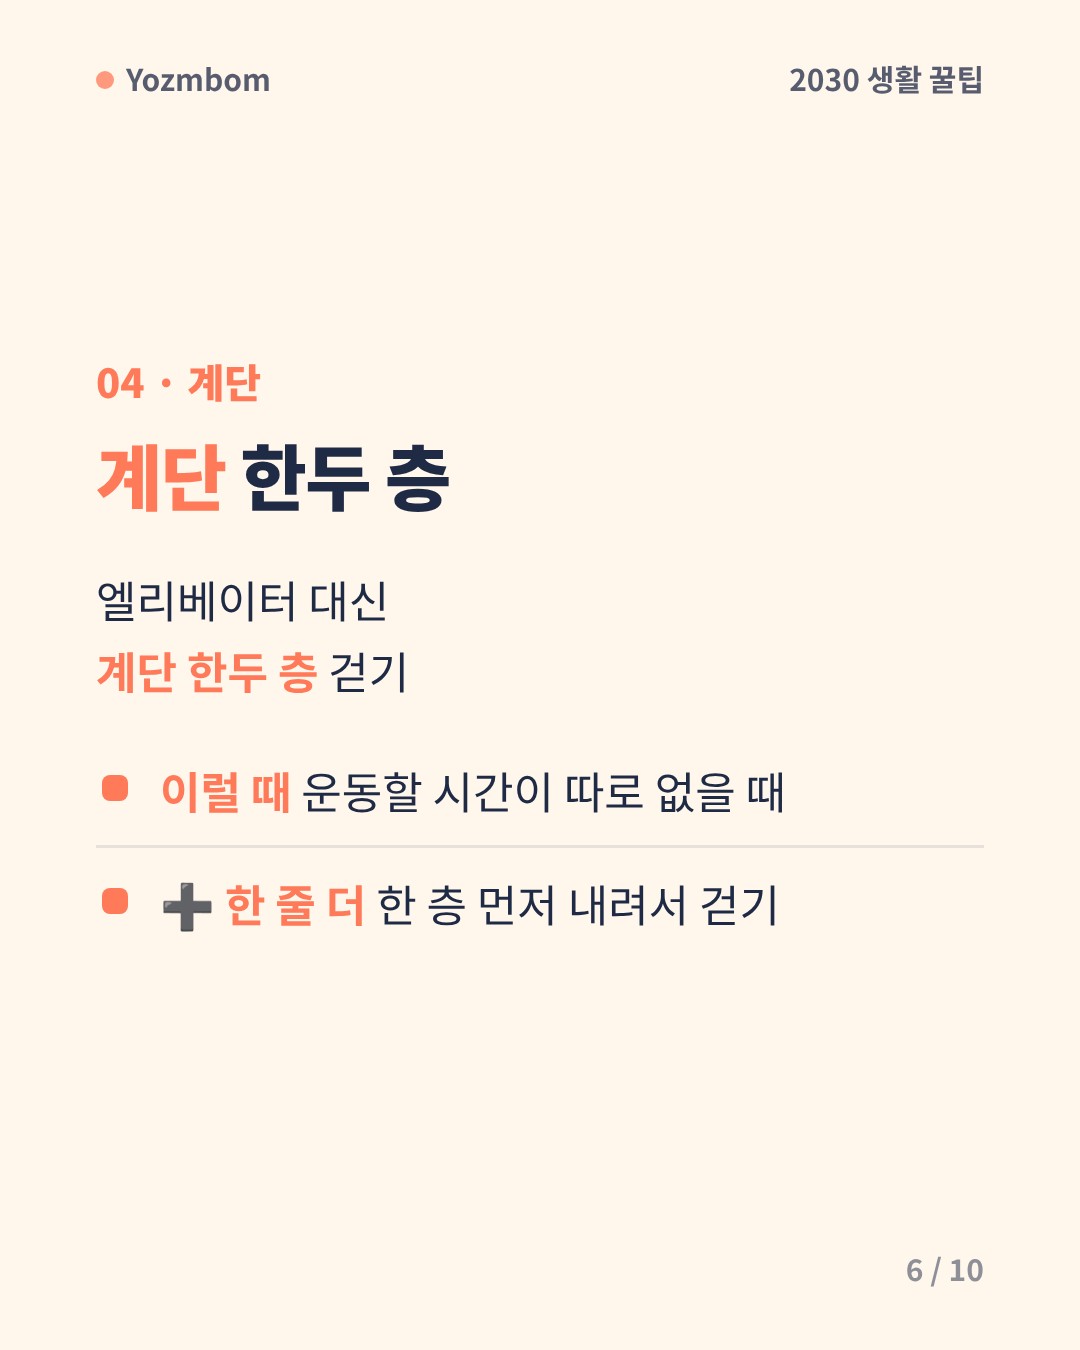 Yozmbom
2030 생활 꿀팁
04 · 계단
계단 한두 층
엘리베이터 대신
계단 한두 층 걷기
이럴 때 운동할 시간이 따로 없을 때
➕ 한 줄 더 한 층 먼저 내려서 걷기
6 / 10